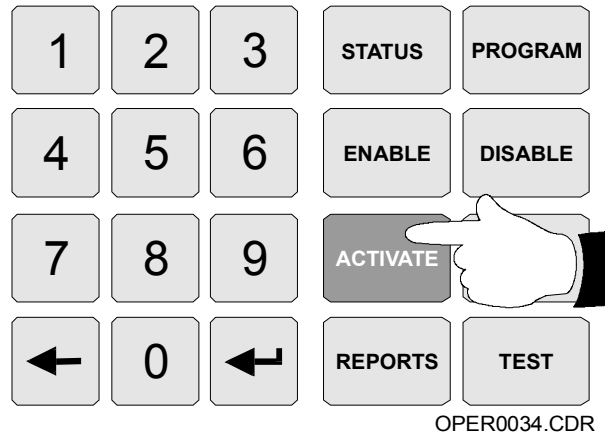 1 2 3 STATUS PROGRAM
4 5 6 ENABLE DISABLE
7 8 9 ACTIVATE
0 REPORTS TEST
OPER0034.CDR